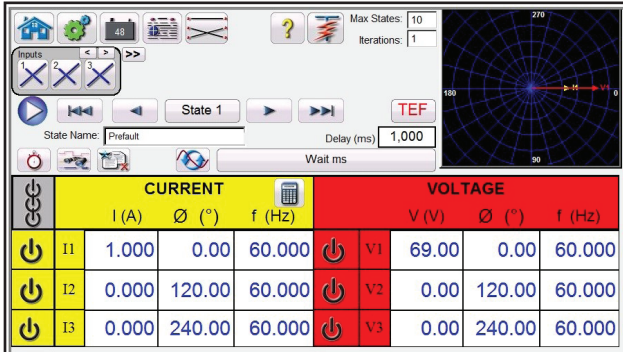 48
?
Max States: 10
Iterations: 1
Inputs < > >>
1 2 3
State 1
TEF
State Name: Prefault
Delay (ms) 1,000
Wait ms
270
180
I1
V1
0
90
CURRENT
VOLTAGE
I (A) Ø (°) f (Hz) V (V) Ø (°) f (Hz)
I1 1.000 0.00 60.000 V1 69.00 0.00 60.000
I2 0.000 120.00 60.000 V2 0.00 120.00 60.000
I3 0.000 240.00 60.000 V3 0.00 240.00 60.000